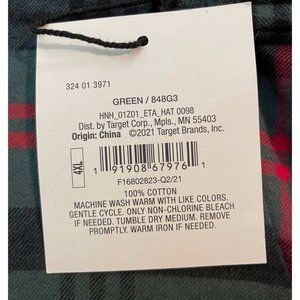 324 01 3971
GREEN / 848G3
HNH_01Z01_ETA_HAT 0098
Dist. by Target Corp., Mpls, MN 55403
Origin: China ©2021 Target Brands, Inc.
4XL
1 91908 67976 1
F16802823-Q2/21
100% COTTON
MACHINE WASH WARM WITH LIKE COLORS.
GENTLE CYCLE. ONLY NON-CHLORINE BLEACH
IF NEEDED. TUMBLE DRY MEDIUM. REMOVE
PROMPTLY. WARM IRON IF NEEDED.